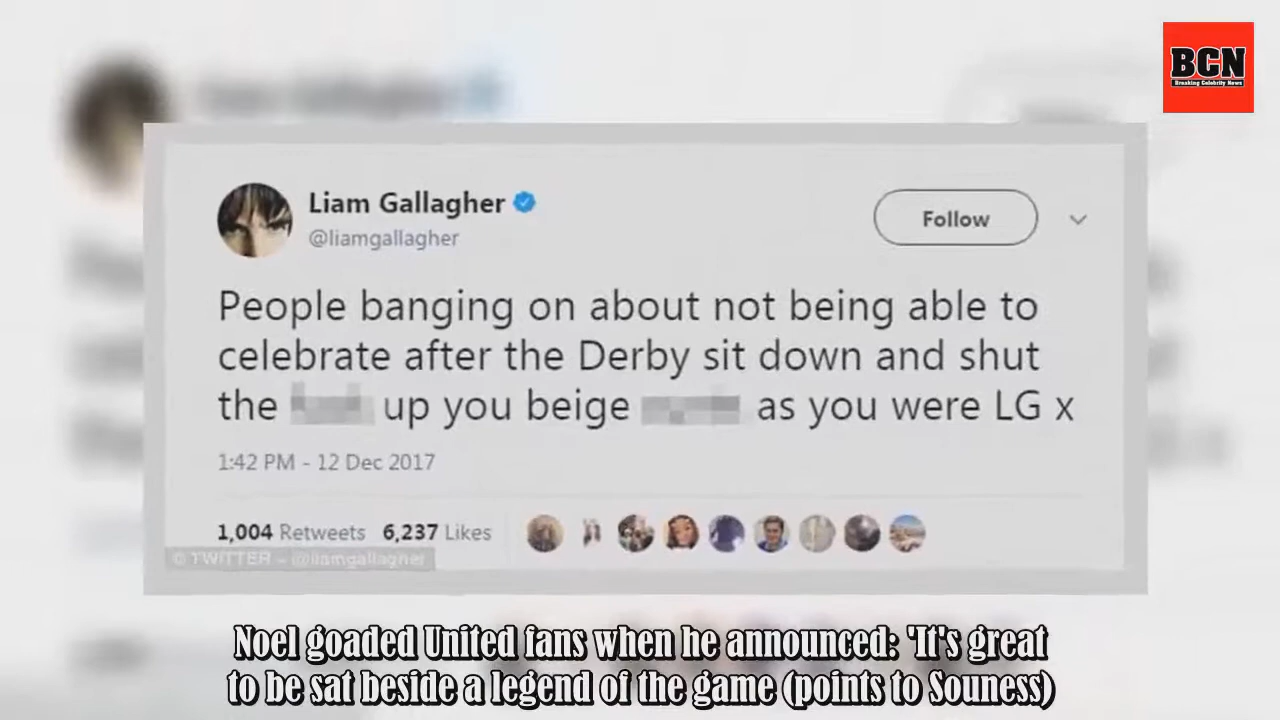 BCN
Breaking Celebrity News
Liam Gallagher
@liamgallagher
Follow
People banging on about not being able to
celebrate after the Derby sit down and shut
the up you beige as you were LG x
1:42 PM - 12 Dec 2017
1,004 Retweets 6,237 Likes
© TWITTER - @liamgallagher
Noel goaded United fans when he announced: 'It's great
to be sat beside a legend of the game (points to Souness)